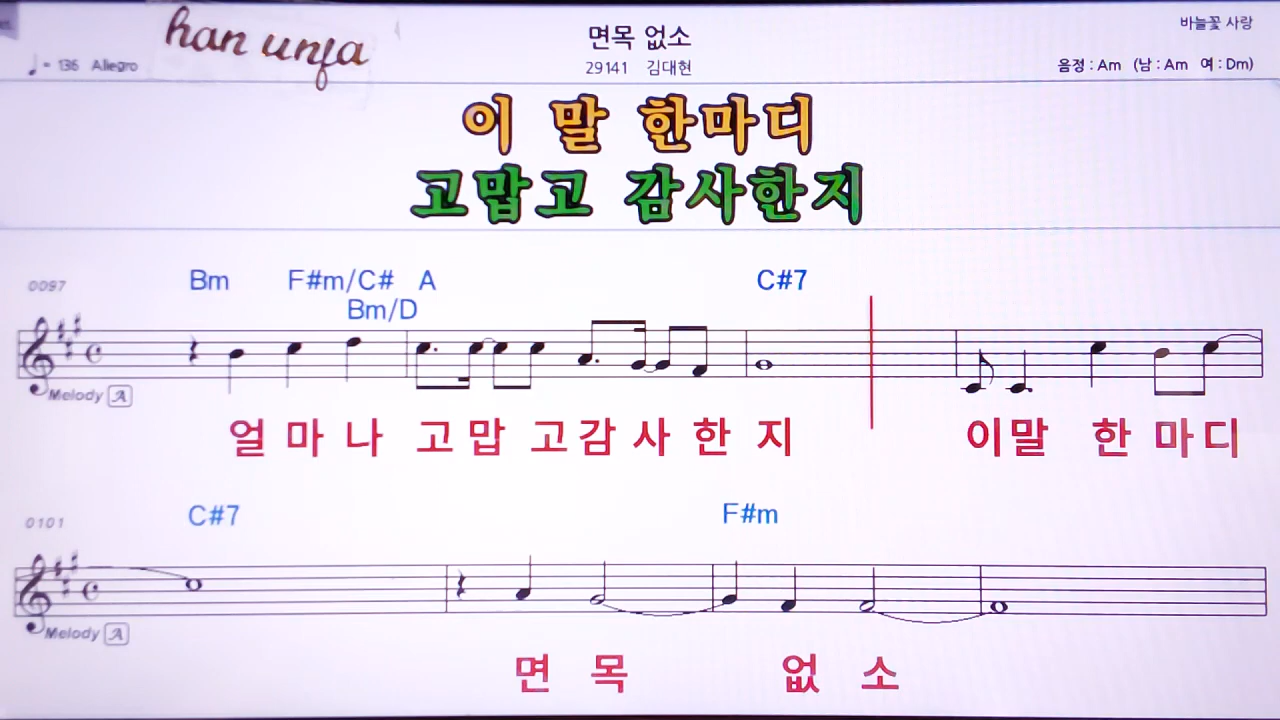 han unja
면목 없소
바늘꽃 사랑
♩= 136 Allegro
29141 김대현
음정 : Am (남 : Am 여 : Dm)
이 말 한마디
고맙고 감사한지
0097 Bm F#m/C# A C#7
Bm/D
Melody A
얼 마 나 고 맙 고 감 사 한 지 이 말 한 마 디
0101 C#7 F#m
Melody A
면 목 없 소